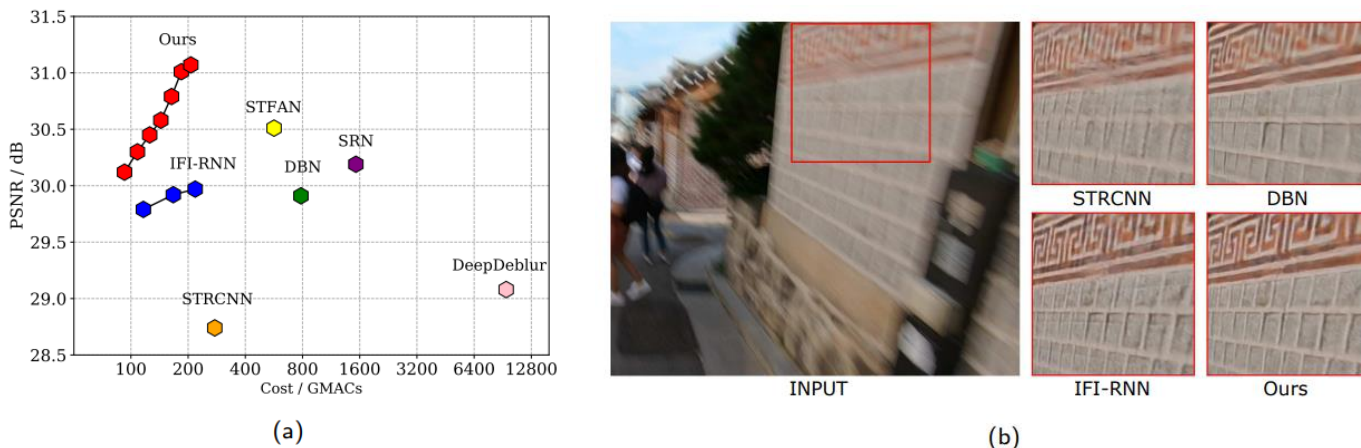 31.5
31.0
30.5
30.0
29.5
29.0
28.5
PSNR / dB
Ours
STFAN
SRN
IFI-RNN
DBN
DeepDeblur
STRCNN
100 200 400 800 1600 3200 6400 12800
Cost / GMACs
(a)
INPUT
STRCNN DBN
IFI-RNN Ours
(b)